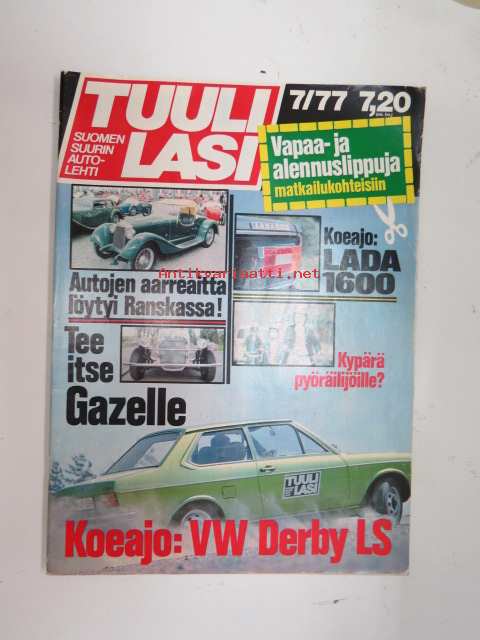 TUULI
LASI
SUOMEN
SUURIN
AUTO-
LEHTI
7/77 7,20
Vapaa- ja
alennuslippuja
matkailukohteisiin
Koeajo:
LADA
1600
Antikvariaatti.net
Autojen aarreaitta
löytyi Ranskassa!
Tee
itse
Gazelle
Kypärä
pyöräilijöille?
TUULI
LASI
Koeajo: VW Derby LS